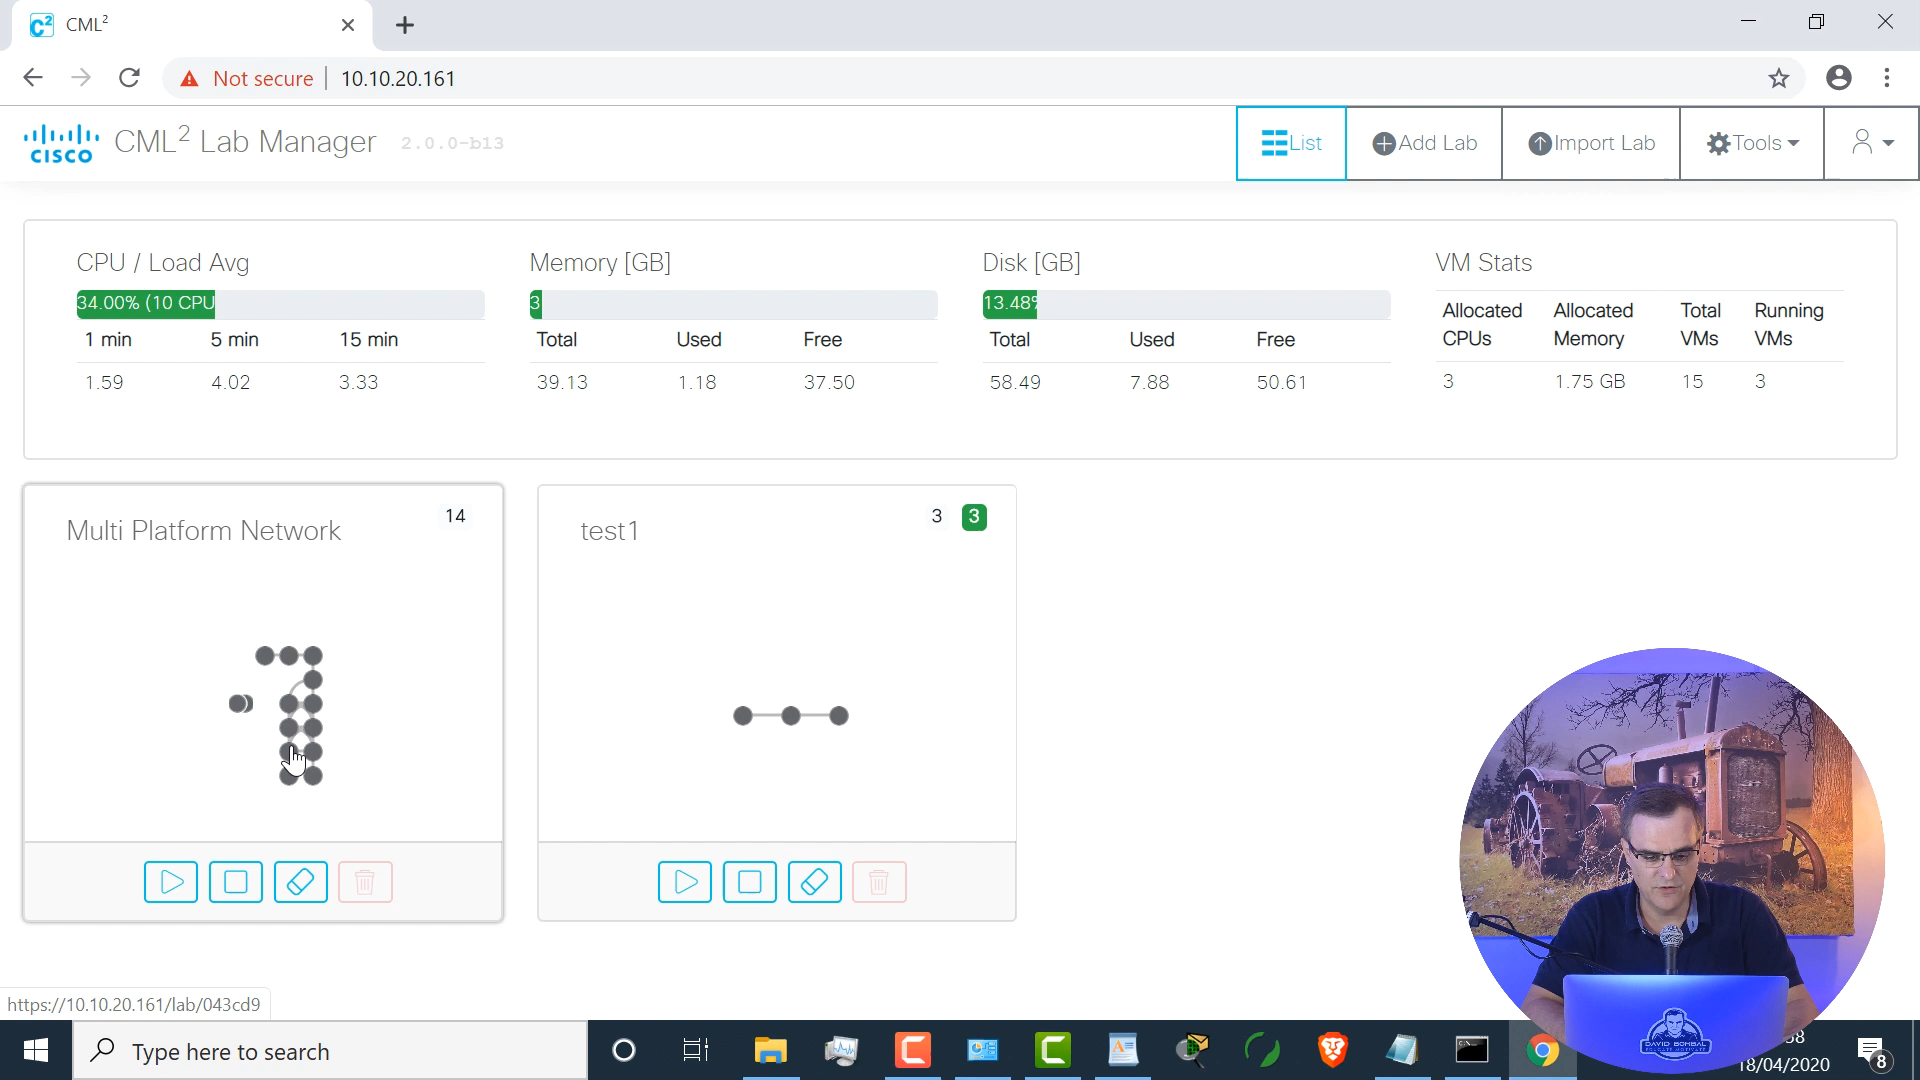 CML²
Not secure
10.10.20.161
CISCO
CML² Lab Manager 2.0.0-b13
List
Add Lab
Import Lab
Tools
CPU / Load Avg
34.00% (10 CPU
1 min 5 min 15 min
1.59 4.02 3.33
Memory [GB]
3
Total Used Free
39.13 1.18 37.50
Disk [GB]
13.48%
Total Used Free
58.49 7.88 50.61
VM Stats
Allocated CPUs Allocated Memory Total VMs Running VMs
3 1.75 GB 15 3
Multi Platform Network 14
test1 3 3
https://10.10.20.161/lab/043cd9
Type here to search
DAVID BOMBAL
18/04/2020
8